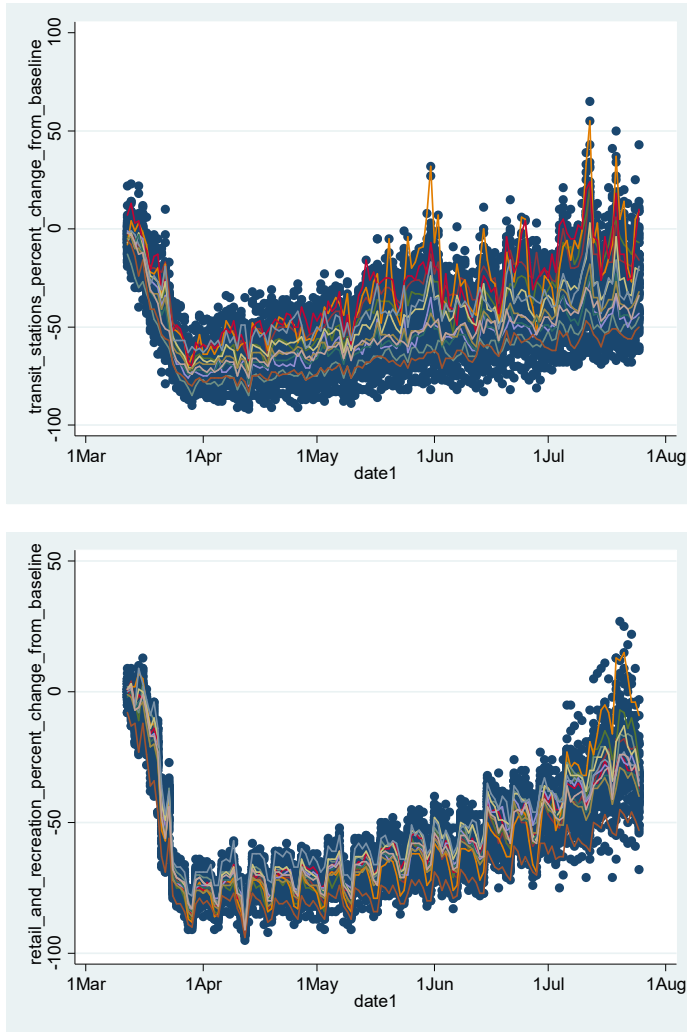 transit_stations_percent_change_from_baseline
100
50
0
-50
-100
1Mar
1Apr
1May
1Jun
1Jul
1Aug
date1
retail_and_recreation_percent_change_from_baseline
50
0
-50
-100
1Mar
1Apr
1May
1Jun
1Jul
1Aug
date1